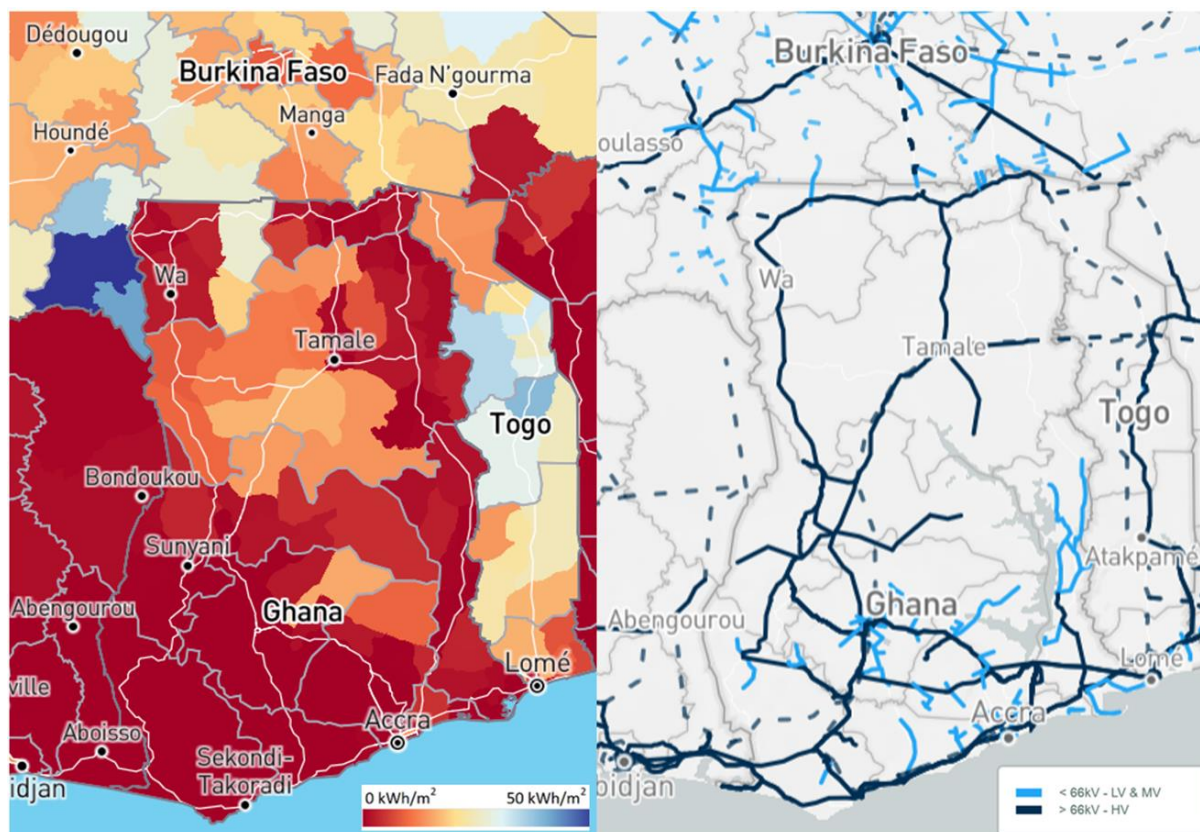 Dédougou
Burkina Faso
Fada N'gourma
Houndé
Manga
Wa
Tamale
Togo
Bondoukou
Sunyani
Abengourou
Ghana
ville
Lomé
Aboisso
Accra
Sekondi-
Takoradi
idjan
0 kWh/m²
50 kWh/m²
Burkina Faso
oulasso
Wa
Tamale
Togo
Atakpamé
Abengourou
Ghana
Lomé
Accra
bidjan
< 66kV - LV & MV
> 66kV - HV